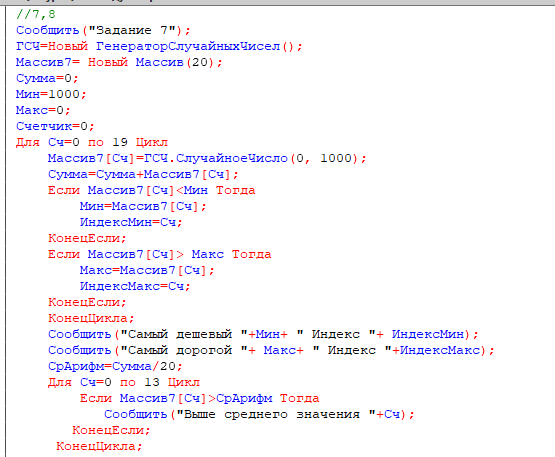 //7,8
Сообщить("Задание 7");
ГСЧ=Новый ГенераторСлучайныхЧисел();
Массив7= Новый Массив(20);
Сумма=0;
Мин=1000;
Макс=0;
Счетчик=0;
Для Сч=0 по 19 Цикл
Массив7[Сч]=ГСЧ.СлучайноеЧисло(0, 1000);
Сумма=Сумма+Массив7[Сч];
Если Массив7[Сч]<Мин Тогда
Мин=Массив7[Сч];
ИндексМин=Сч;
КонецЕсли;
Если Массив7[Сч]> Макс Тогда
Макс=Массив7[Сч];
ИндексМакс=Сч;
КонецЕсли;
КонецЦикла;
Сообщить("Самый дешевый "+Мин+ " Индекс "+ ИндексМин);
Сообщить("Самый дорогой "+ Макс+ " Индекс "+ИндексМакс);
СрАрифм=Сумма/20;
Для Сч=0 по 13 Цикл
Если Массив7[Сч]>СрАрифм Тогда
Сообщить("Выше среднего значения "+Сч);
КонецЕсли;
КонецЦикла;